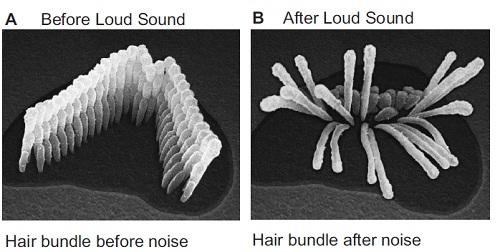 A Before Loud Sound
B After Loud Sound
Hair bundle before noise
Hair bundle after noise